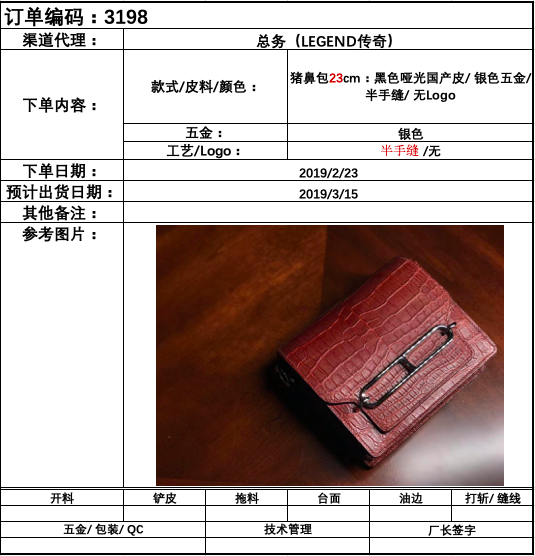 订单编码：3198
渠道代理：
总务（LEGEND传奇）
下单内容：
款式/皮料/颜色：
猪鼻包23cm：黑色哑光国产皮/ 银色五金/
半手缝/ 无Logo
五金：
银色
工艺/Logo：
半手缝 /无
下单日期：
2019/2/23
预计出货日期：
2019/3/15
其他备注：
参考图片：
开料 铲皮 拖料 台面 油边 打斩/ 缝线
五金/ 包装/ QC 技术管理 厂长签字